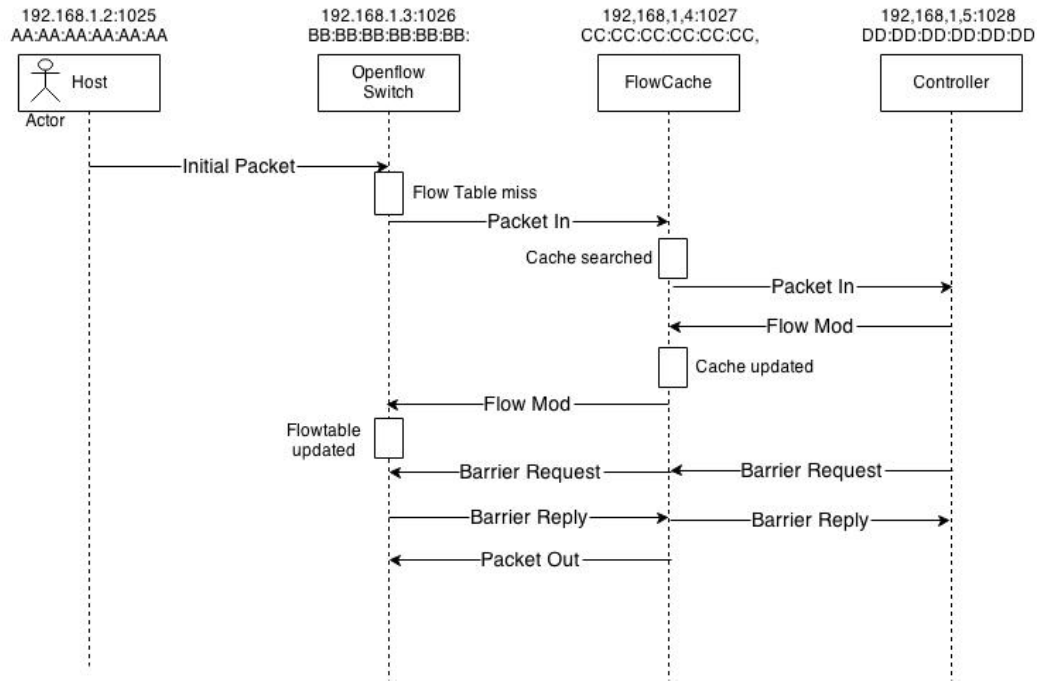 192.168.1.2:1025
AA:AA:AA:AA:AA:AA
192.168.1.3:1026
BB:BB:BB:BB:BB:BB:
192,168,1,4:1027
CC:CC:CC:CC:CC:CC,
192,168,1,5:1028
DD:DD:DD:DD:DD:DD
Host
Actor
Openflow
Switch
FlowCache
Controller
Initial Packet
Flow Table miss
Packet In
Cache searched
Packet In
Flow Mod
Cache updated
Flow Mod
Flowtable
updated
Barrier Request
Barrier Request
Barrier Reply
Barrier Reply
Packet Out